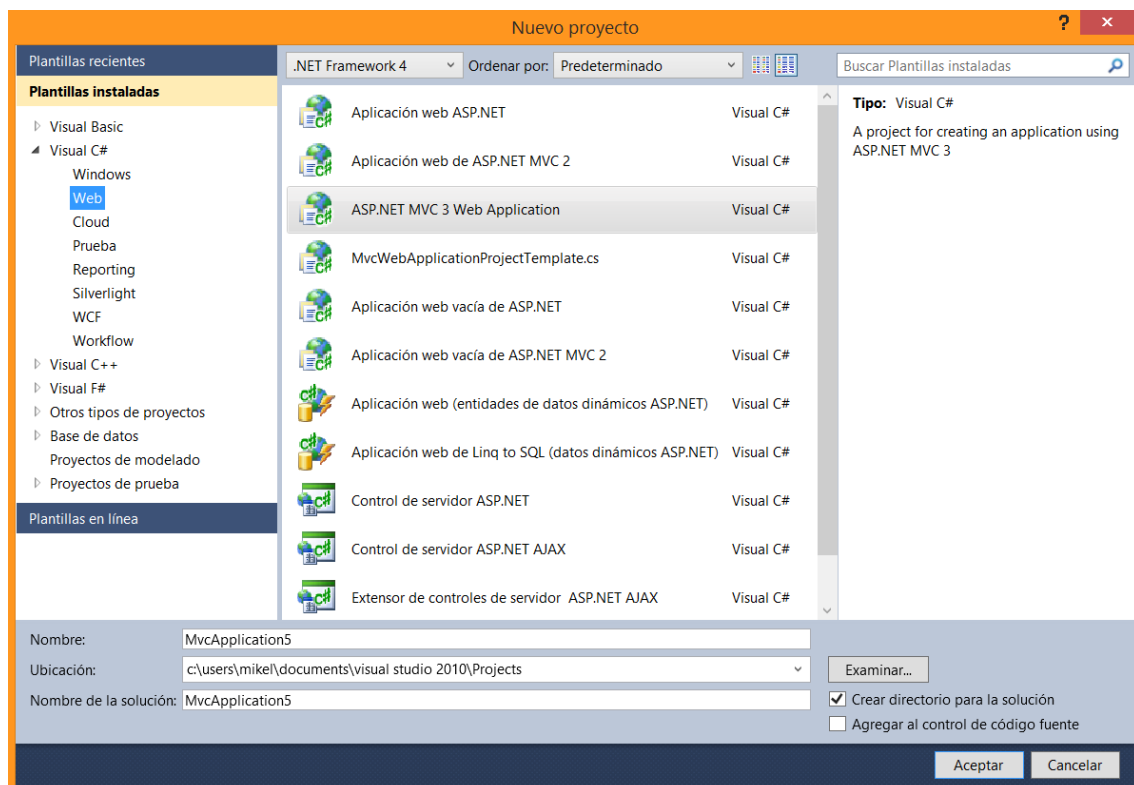 Nuevo proyecto
?
Plantillas recientes
Plantillas instaladas
Visual Basic
Visual C#
Windows
Web
Cloud
Prueba
Reporting
Silverlight
WCF
Workflow
Visual C++
Visual F#
Otros tipos de proyectos
Base de datos
Proyectos de modelado
Proyectos de prueba
Plantillas en línea
.NET Framework 4 Ordenar por: Predeterminado
Aplicación web ASP.NET Visual C#
Aplicación web de ASP.NET MVC 2 Visual C#
ASP.NET MVC 3 Web Application Visual C#
MvcWebApplicationProjectTemplate.cs Visual C#
Aplicación web vacía de ASP.NET Visual C#
Aplicación web vacía de ASP.NET MVC 2 Visual C#
Aplicación web (entidades de datos dinámicos ASP.NET) Visual C#
Aplicación web de Linq to SQL (datos dinámicos ASP.NET) Visual C#
Control de servidor ASP.NET Visual C#
Control de servidor ASP.NET AJAX Visual C#
Extensor de controles de servidor ASP.NET AJAX Visual C#
Buscar Plantillas instaladas
Tipo: Visual C#
A project for creating an application using
ASP.NET MVC 3
Nombre: MvcApplication5
Ubicación: c:\users\mikel\documents\visual studio 2010\Projects
Examinar...
Nombre de la solución: MvcApplication5
Crear directorio para la solución
Agregar al control de código fuente
Aceptar Cancelar